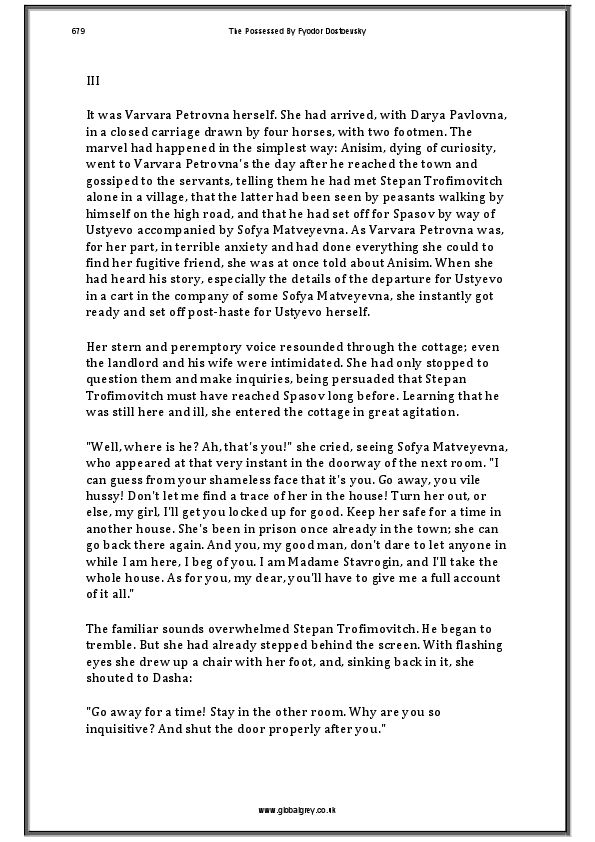 679 The Possessed By Fyodor Dostoevsky
III
It was Varvara Petrovna herself. She had arrived, with Darya Pavlovna,
in a closed carriage drawn by four horses, with two footmen. The
marvel had happened in the simplest way: Anisim, dying of curiosity,
went to Varvara Petrovna's the day after he reached the town and
gossiped to the servants, telling them he had met Stepan Trofimovitch
alone in a village, that the latter had been seen by peasants walking by
himself on the high road, and that he had set off for Spasov by way of
Ustyevo accompanied by Sofya Matveyevna. As Varvara Petrovna was,
for her part, in terrible anxiety and had done everything she could to
find her fugitive friend, she was at once told about Anisim. When she
had heard his story, especially the details of the departure for Ustyevo
in a cart in the company of some Sofya Matveyevna, she instantly got
ready and set off post-haste for Ustyevo herself.
Her stern and peremptory voice resounded through the cottage; even
the landlord and his wife were intimidated. She had only stopped to
question them and make inquiries, being persuaded that Stepan
Trofimovitch must have reached Spasov long before. Learning that he
was still here and ill, she entered the cottage in great agitation.
"Well, where is he? Ah, that's you!" she cried, seeing Sofya Matveyevna,
who appeared at that very instant in the doorway of the next room. "I
can guess from your shameless face that it's you. Go away, you vile
hussy! Don't let me find a trace of her in the house! Turn her out, or
else, my girl, I'll get you locked up for good. Keep her safe for a time in
another house. She's been in prison once already in the town; she can
go back there again. And you, my good man, don't dare to let anyone in
while I am here, I beg of you. I am Madame Stavrogin, and I'll take the
whole house. As for you, my dear, you'll have to give me a full account
of it all."
The familiar sounds overwhelmed Stepan Trofimovitch. He began to
tremble. But she had already stepped behind the screen. With flashing
eyes she drew up a chair with her foot, and, sinking back in it, she
shouted to Dasha:
"Go away for a time! Stay in the other room. Why are you so
inquisitive? And shut the door properly after you."
www.globalgrey.co.uk